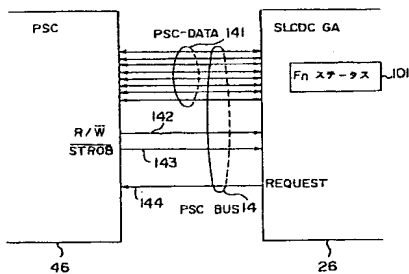 PSC
PSC-DATA 141
SLCDC GA
Fn ステータス
101
142
R/W̅
S̅T̅R̅O̅B̅
143
REQUEST
144
PSC BUS 14
46
26